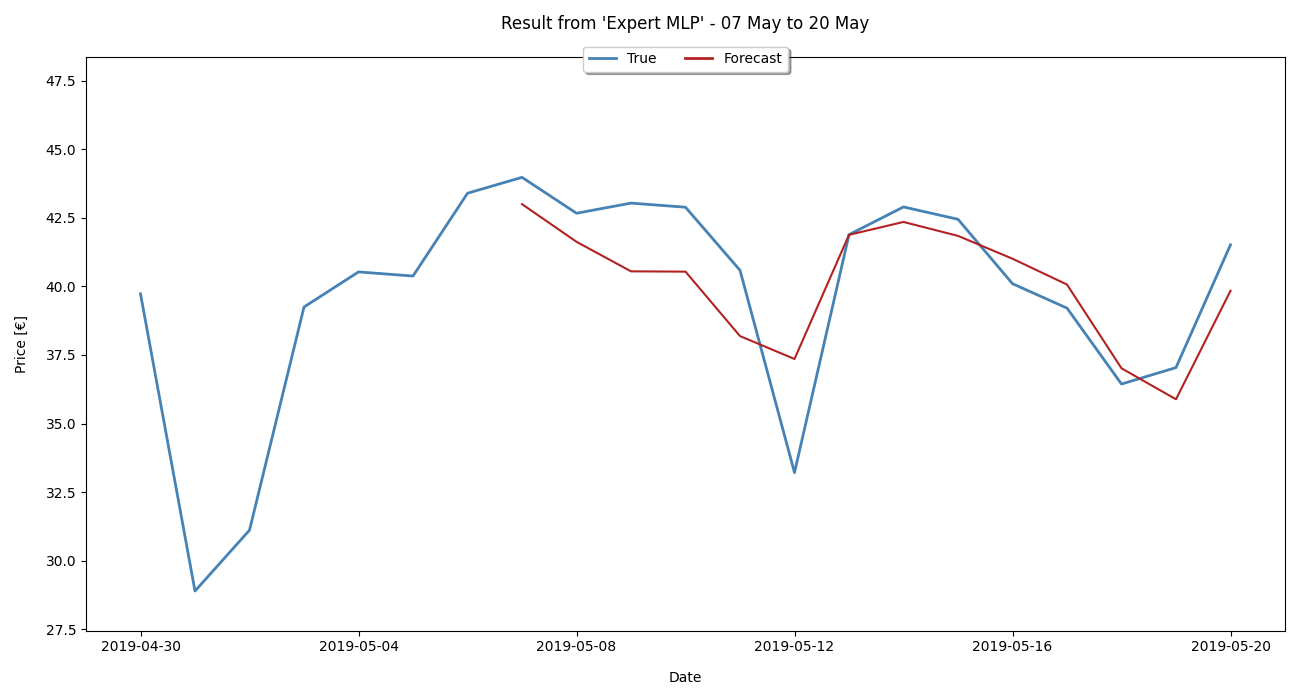 Result from 'Expert MLP' - 07 May to 20 May
True Forecast
47.5
45.0
42.5
40.0
37.5
35.0
32.5
30.0
27.5
Price [€]
2019-04-30 2019-05-04 2019-05-08 2019-05-12 2019-05-16 2019-05-20
Date